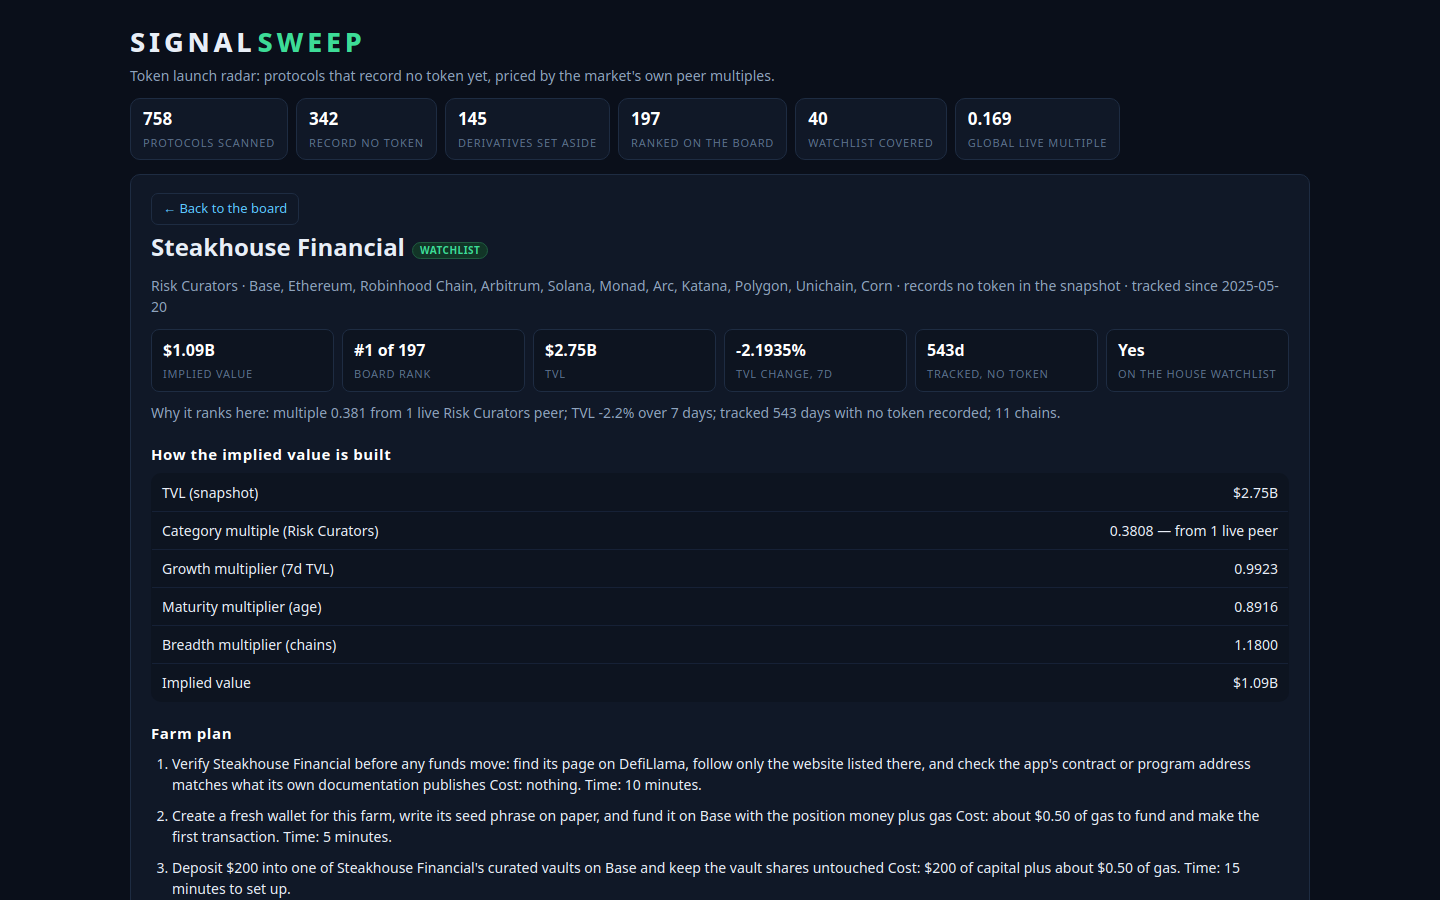 SIGNALSWEEP
Token launch radar: protocols that record no token yet, priced by the market's own peer multiples.
758
PROTOCOLS SCANNED
342
RECORD NO TOKEN
145
DERIVATIVES SET ASIDE
197
RANKED ON THE BOARD
40
WATCHLIST COVERED
0.169
GLOBAL LIVE MULTIPLE
← Back to the board
Steakhouse Financial WATCHLIST
Risk Curators · Base, Ethereum, Robinhood Chain, Arbitrum, Solana, Monad, Arc, Katana, Polygon, Unichain, Corn · records no token in the snapshot · tracked since 2025-05-
20
$1.09B
IMPLIED VALUE
#1 of 197
BOARD RANK
$2.75B
TVL
-2.1935%
TVL CHANGE, 7D
543d
TRACKED, NO TOKEN
Yes
ON THE HOUSE WATCHLIST
Why it ranks here: multiple 0.381 from 1 live Risk Curators peer; TVL -2.2% over 7 days; tracked 543 days with no token recorded; 11 chains.
How the implied value is built
TVL (snapshot) $2.75B
Category multiple (Risk Curators) 0.3808 — from 1 live peer
Growth multiplier (7d TVL) 0.9923
Maturity multiplier (age) 0.8916
Breadth multiplier (chains) 1.1800
Implied value $1.09B
Farm plan
1. Verify Steakhouse Financial before any funds move: find its page on DefiLlama, follow only the website listed there, and check the app's contract or program address
matches what its own documentation publishes Cost: nothing. Time: 10 minutes.
2. Create a fresh wallet for this farm, write its seed phrase on paper, and fund it on Base with the position money plus gas Cost: about $0.50 of gas to fund and make the
first transaction. Time: 5 minutes.
3. Deposit $200 into one of Steakhouse Financial's curated vaults on Base and keep the vault shares untouched Cost: $200 of capital plus about $0.50 of gas. Time: 15
minutes to set up.